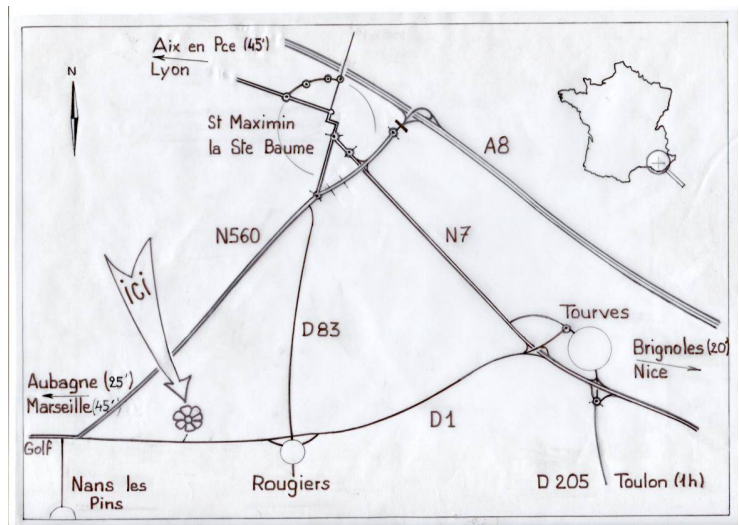 Aix en Pce (45')
Lyon
N
St Maximin
la Ste Baume
A8
N560
N7
ici
D83
Tourves
Brignoles (20')
Nice
Aubagne (25')
Marseille (45')
D1
Golf
Nans les
Pins
Rougiers
D 205
Toulon (1h)